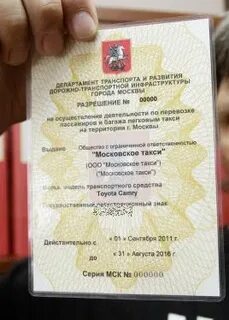 ДЕПАРТАМЕНТ ТРАНСПОРТА И РАЗВИТИЯ
ДОРОЖНО-ТРАНСПОРТНОЙ ИНФРАСТРУКТУРЫ
ГОРОДА МОСКВЫ
РАЗРЕШЕНИЕ № 00000
на осуществление деятельности по перевозке
пассажиров и багажа легковым такси
на территории г. Москвы
Выдано Общество с ограниченной ответственностью
"Московское такси"
(ООО "Московское такси")
("Московское такси")
Марка, модель транспортного средства
Toyota Camry
Государственный регистрационный знак
Действительно с « 01 » Сентября 2011 г.
до « 31 » Августа 2016 г.
Серия МСК № 000000